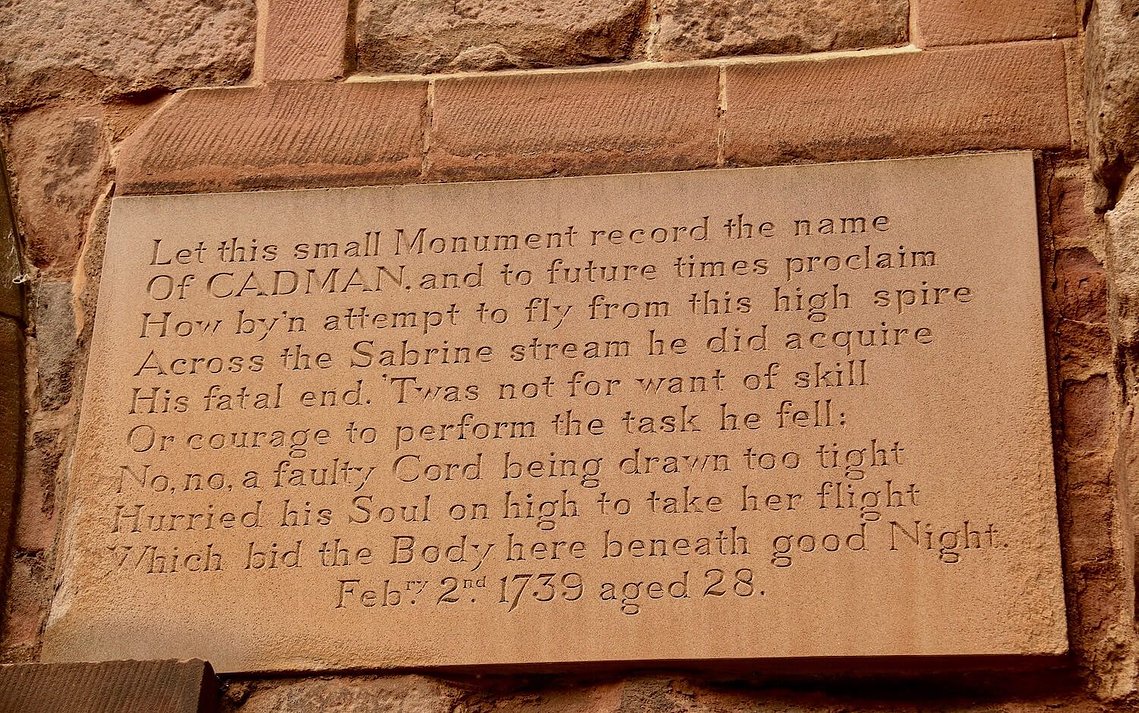 Let this small Monument record the name
Of CADMAN. and to future times proclaim
How by'n attempt to fly from this high spire
Across the Sabrine stream he did acquire
His fatal end. 'Twas not for want of skill
Or courage to perform the task he fell:
No, no, a faulty Cord being drawn too tight
Hurried his Soul on high to take her flight
Which bid the Body here beneath good Night.
Febʳʸ. 2ⁿᵈ. 1739 aged 28.